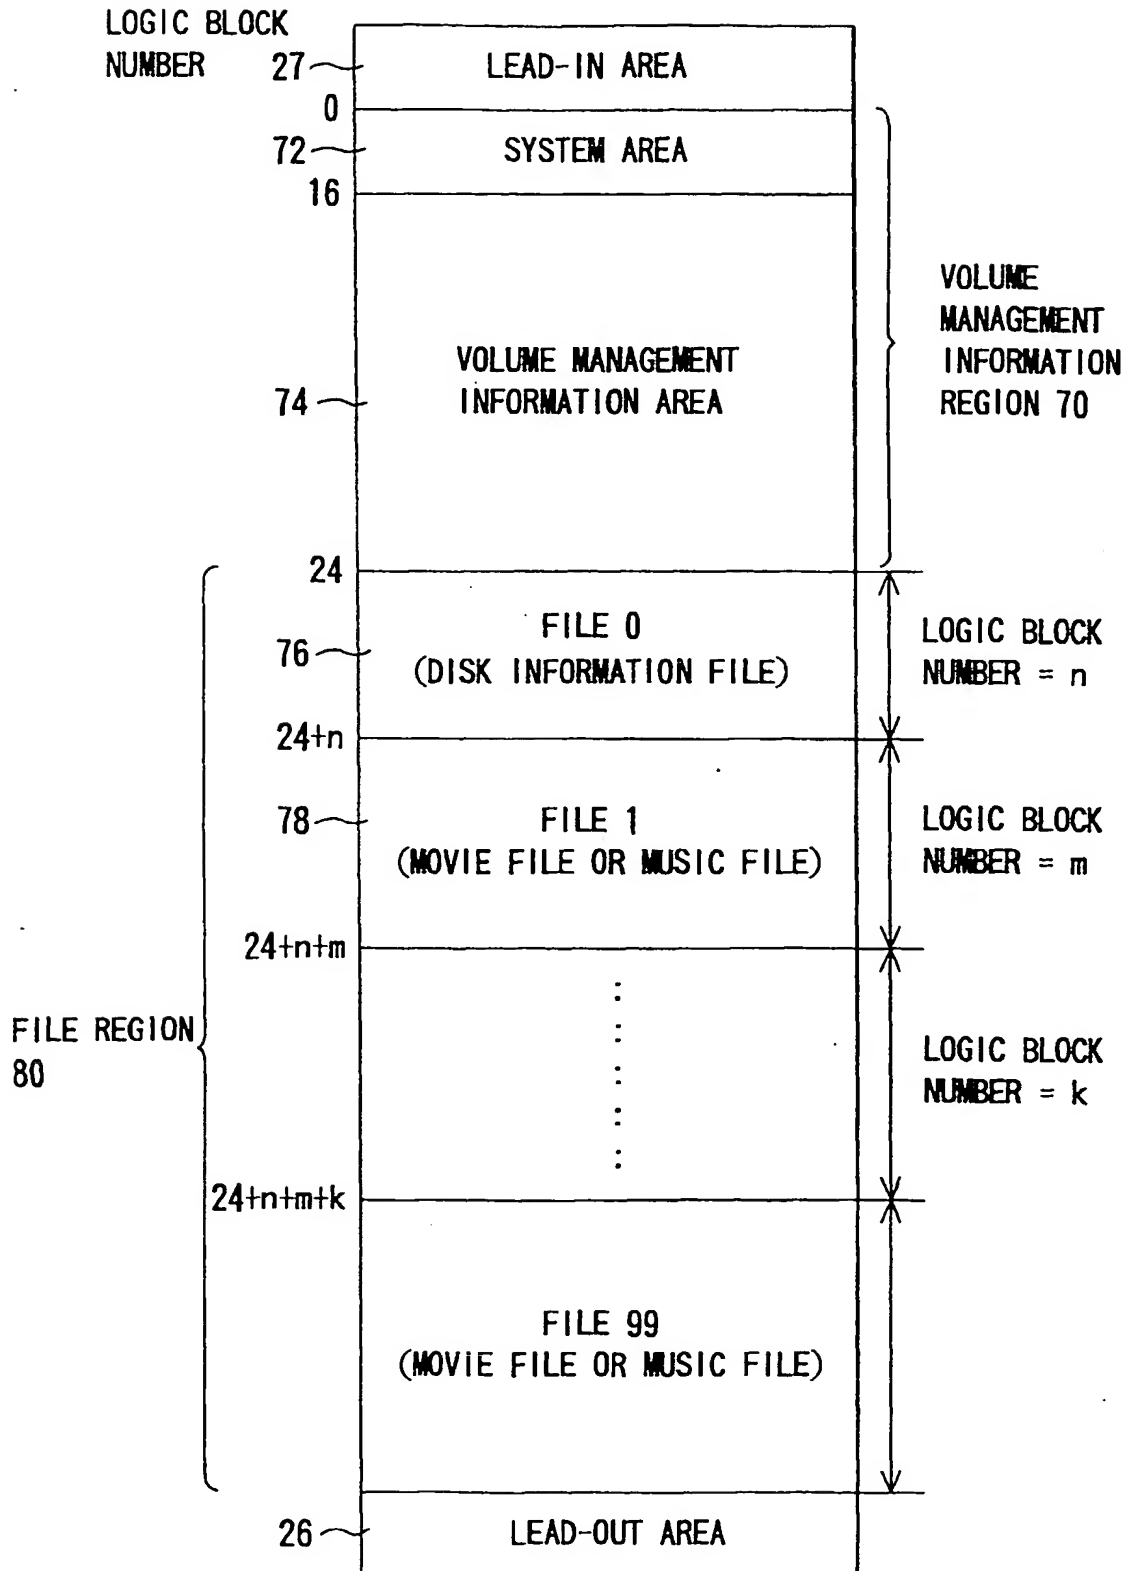 LOGIC BLOCK
NUMBER
27
LEAD-IN AREA
0
72
SYSTEM AREA
16
VOLUME
MANAGEMENT
INFORMATION
REGION 70
VOLUME MANAGEMENT
INFORMATION AREA
74
24
FILE 0
(DISK INFORMATION FILE)
76
LOGIC BLOCK
NUMBER = n
24+n
78
FILE 1
(MOVIE FILE OR MUSIC FILE)
LOGIC BLOCK
NUMBER = m
24+n+m
FILE REGION
80
LOGIC BLOCK
NUMBER = k
24+n+m+k
FILE 99
(MOViE FILE OR MUSIC FILE)
26
LEAD-OUT AREA